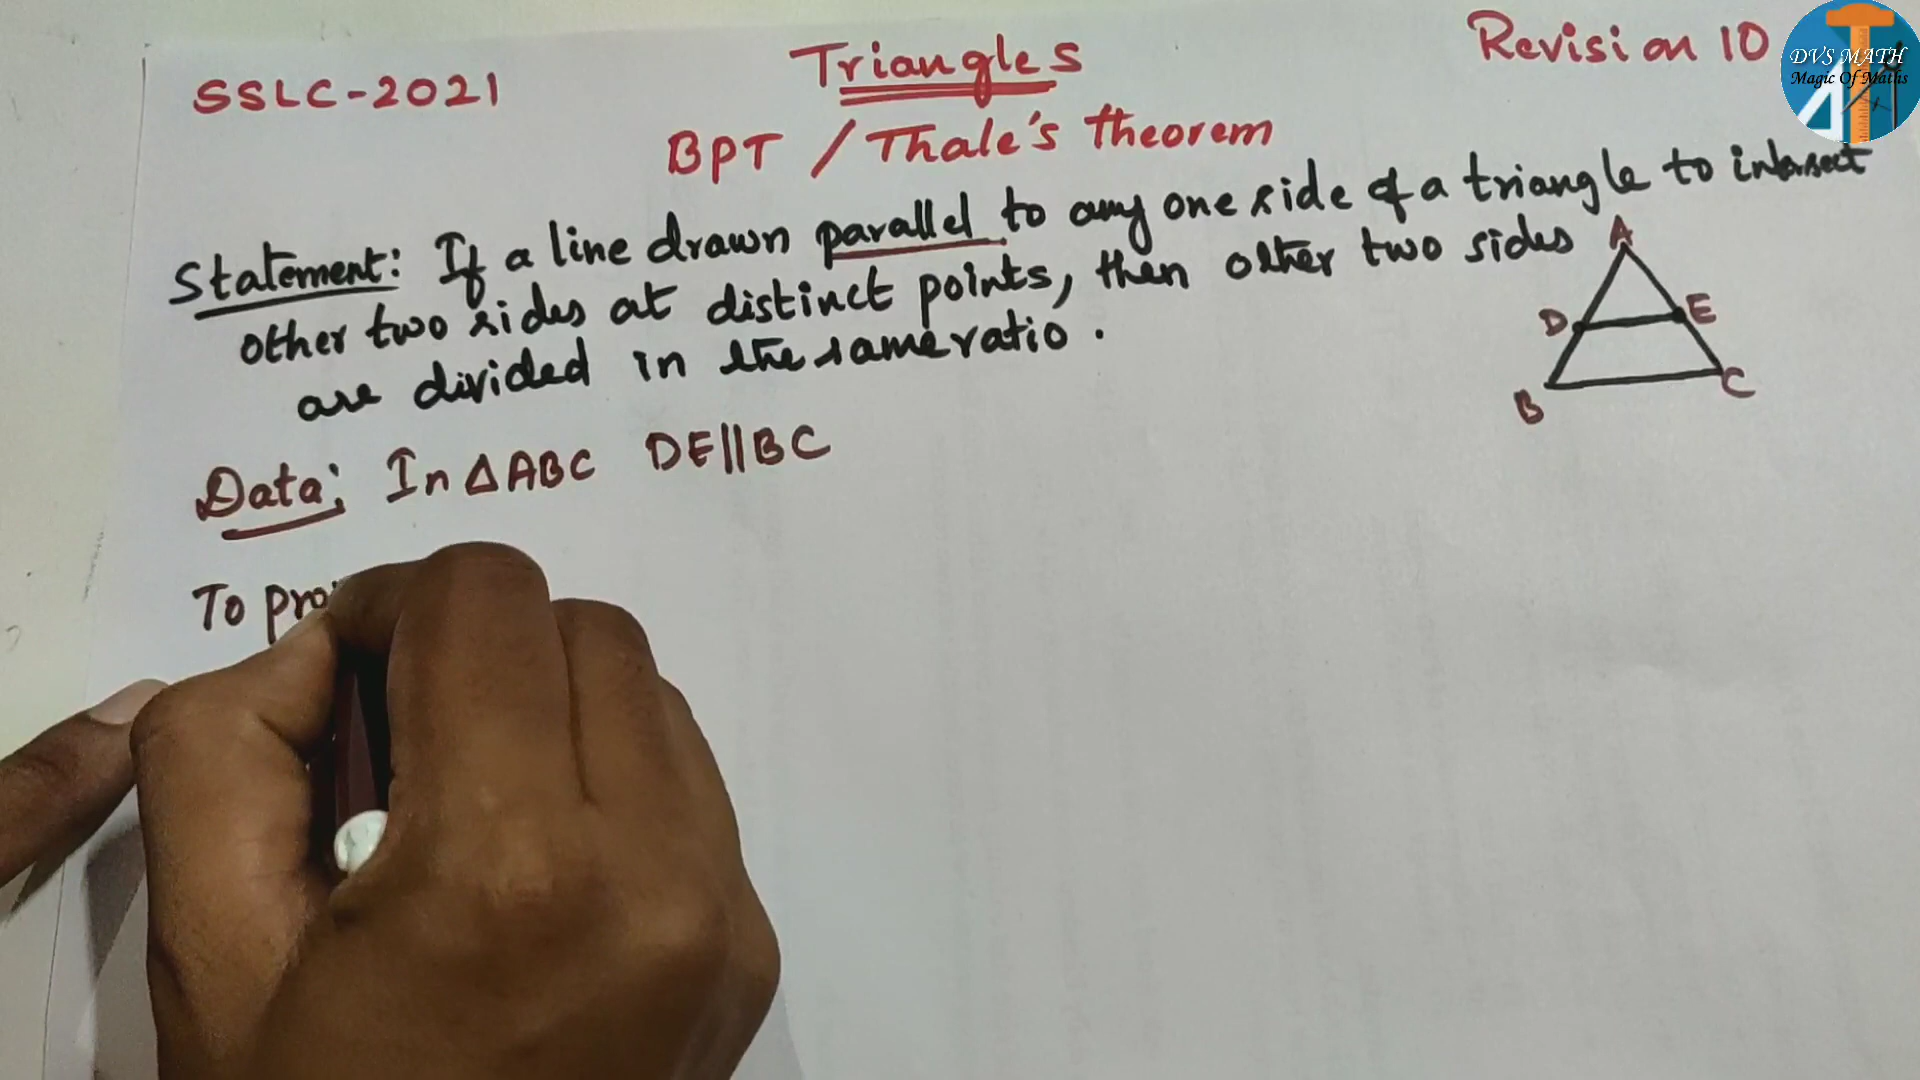 SSLC-2021
Triangles
Revision 10
DVS MATH
Magic Of Maths
BPT / Thale's theorem
Statement: If a line drawn parallel to any one side of a triangle to intersect
other two sides at distinct points, then other two sides
are divided in the same ratio.
A
D E
B C
Data: In ΔABC DE||BC
To pro